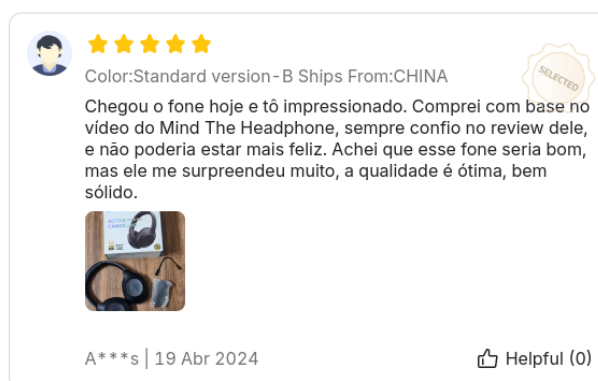 Color:Standard version-B Ships From:CHINA
SELECTED
Chegou o fone hoje e tô impressionado. Comprei com base no
vídeo do Mind The Headphone, sempre confio no review dele,
e não poderia estar mais feliz. Achei que esse fone seria bom,
mas ele me surpreendeu muito, a qualidade é ótima, bem
sólido.
A***s | 19 Abr 2024
Helpful (0)